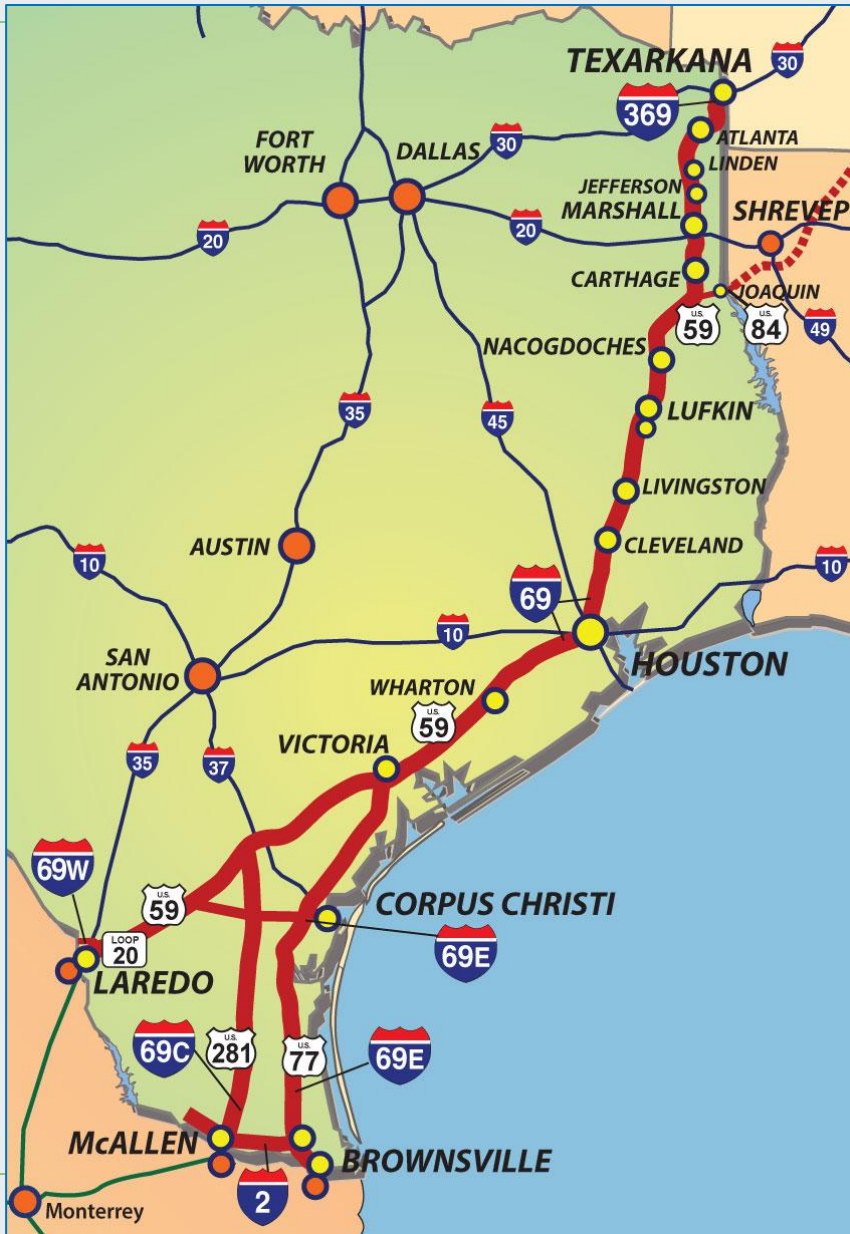 TEXARKANA
30
369
FORT
WORTH
DALLAS
30
ATLANTA
LINDEN
JEFFERSON
MARSHALL
SHREVEP
20
20
CARTHAGE
JOAQUIN
U.S.
59
U.S.
84
49
NACOGDOCHES
35
45
LUFKIN
LIVINGSTON
AUSTIN
CLEVELAND
10
10
69
10
SAN
ANTONIO
HOUSTON
WHARTON
U.S.
59
VICTORIA
35
37
69W
U.S.
59
CORPUS CHRISTI
LOOP
20
69E
LAREDO
69C
U.S.
281
U.S.
77
69E
McALLEN
BROWNSVILLE
2
Monterrey